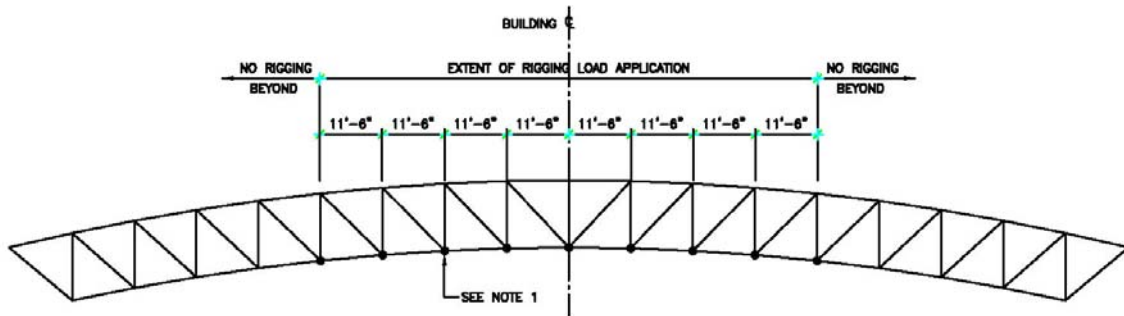 BUILDING ℄
NO RIGGING
BEYOND
EXTENT OF RIGGING LOAD APPLICATION
NO RIGGING
BEYOND
11'-6" 11'-6" 11'-6" 11'-6" 11'-6" 11'-6" 11'-6" 11'-6"
SEE NOTE 1